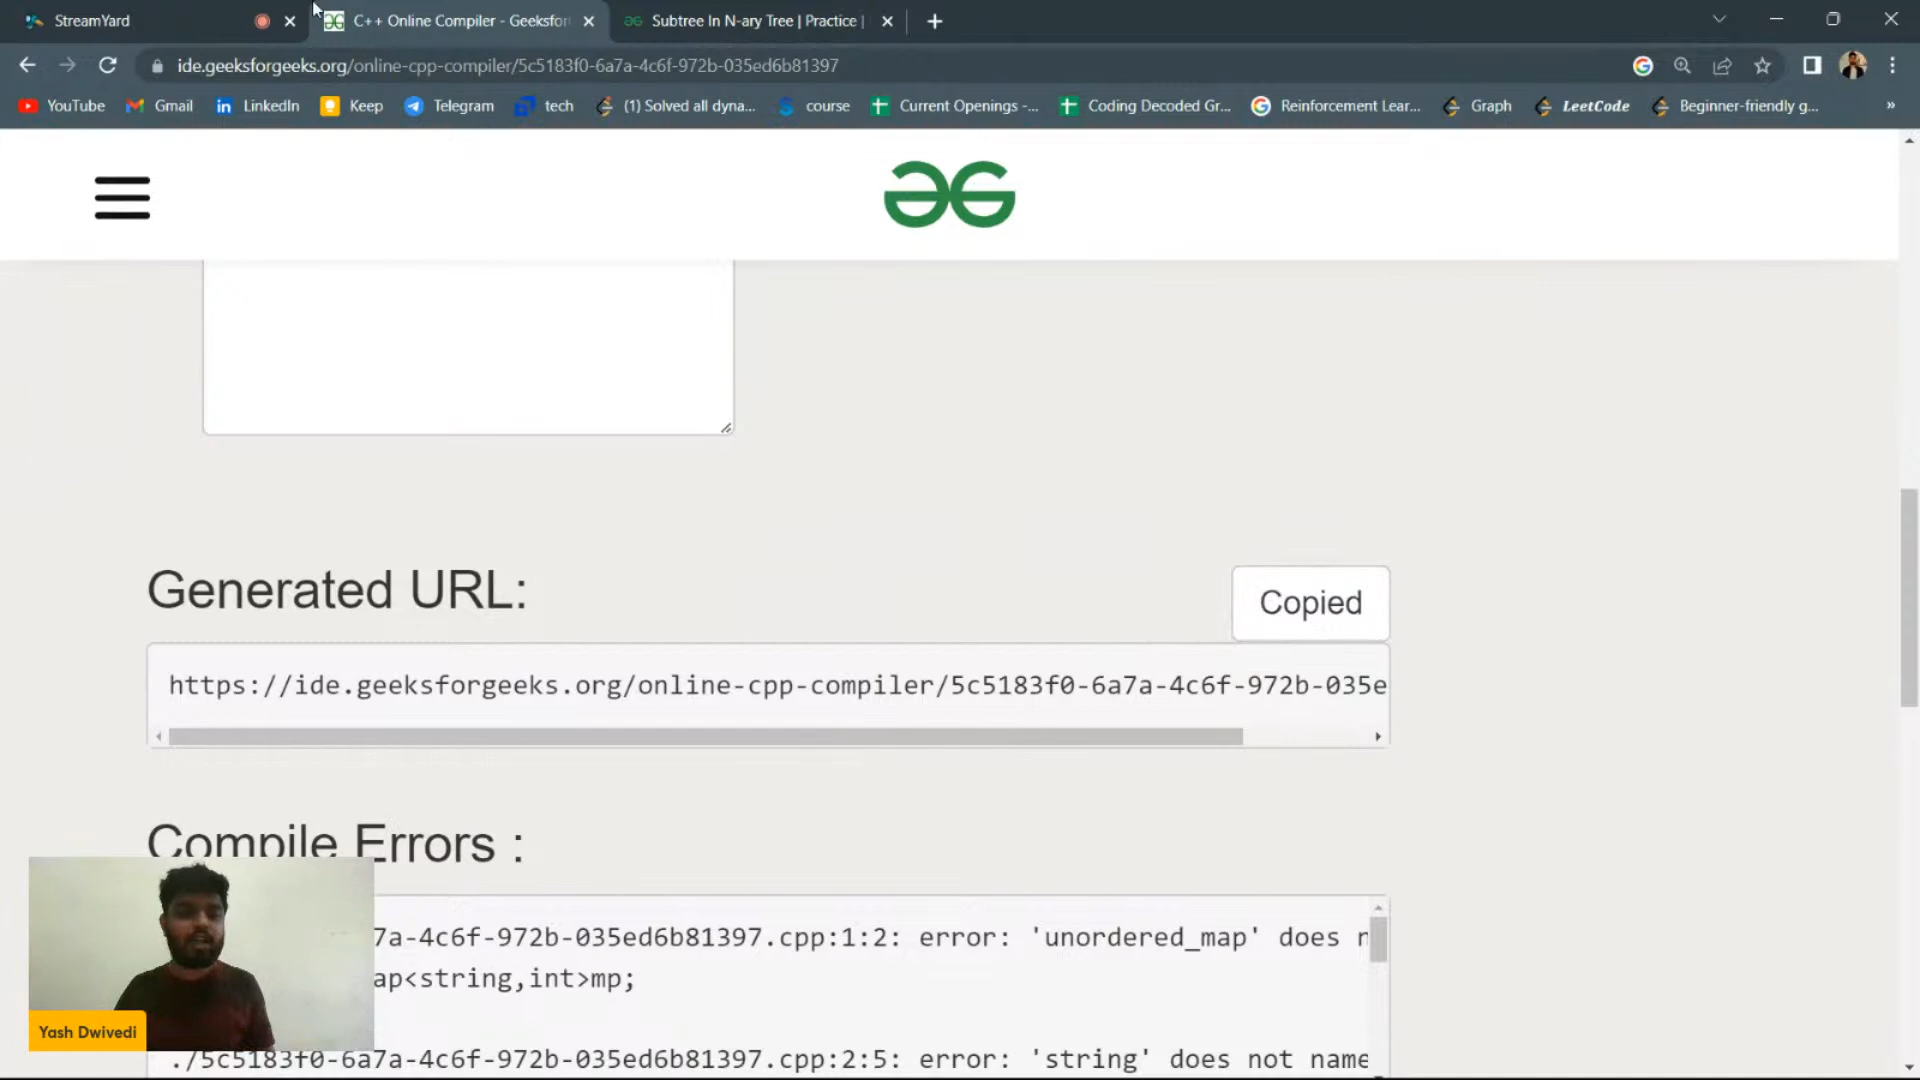 StreamYard
C++ Online Compiler - Geeksfor
Subtree In N-ary Tree | Practice |
ide.geeksforgeeks.org/online-cpp-compiler/5c5183f0-6a7a-4c6f-972b-035ed6b81397
YouTube
Gmail
LinkedIn
Keep
Telegram
tech
(1) Solved all dyna...
course
Current Openings -...
Coding Decoded Gr...
Reinforcement Lear...
Graph
LeetCode
Beginner-friendly g...
»
Generated URL:
Copied
https://ide.geeksforgeeks.org/online-cpp-compiler/5c5183f0-6a7a-4c6f-972b-035e
Compile Errors :
7a-4c6f-972b-035ed6b81397.cpp:1:2: error: 'unordered_map' does n
ap<string,int>mp;
Yash Dwivedi
./5c5183f0-6a7a-4c6f-972b-035ed6b81397.cpp:2:5: error: 'string' does not name